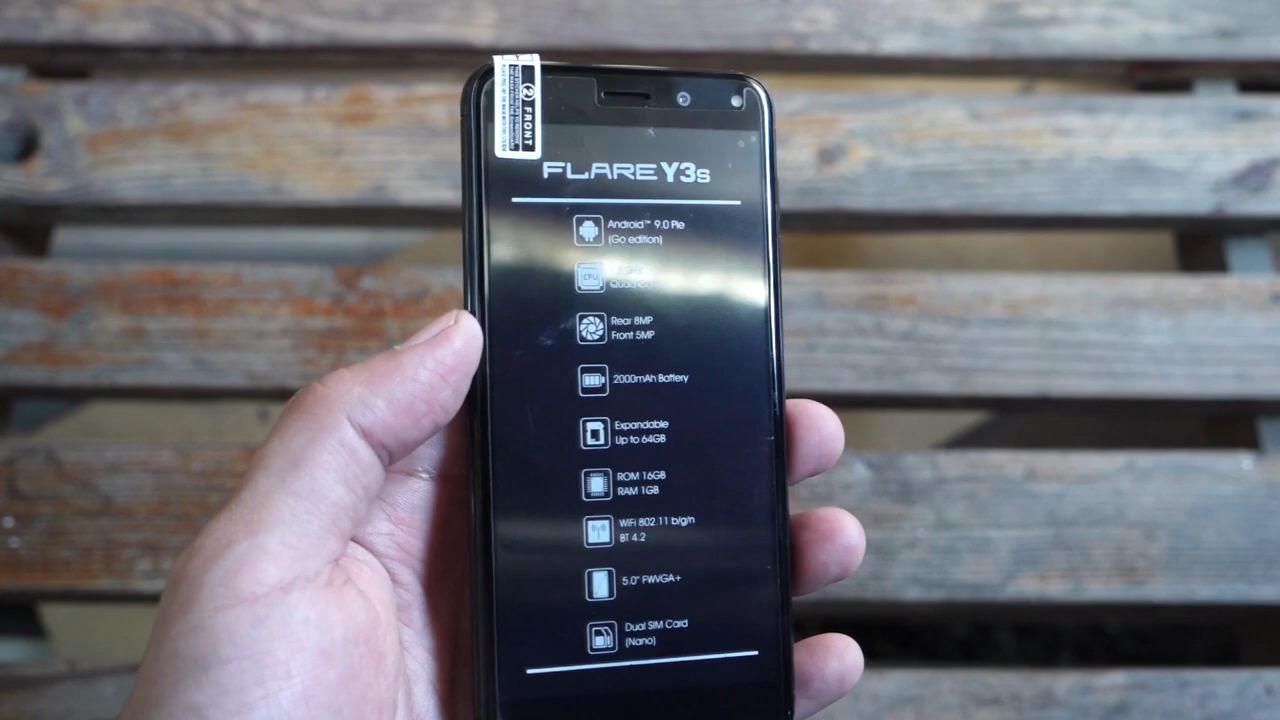 2 FRONT
FLARE Y3s
Android™ 9.0 Pie
(Go edition)
CPU
Rear 8MP
Front 5MP
2000mAh Battery
Expandable
Up to 64GB
ROM 16GB
RAM 1GB
WiFi 802.11 b/g/n
BT 4.2
5.0" FWVGA+
Dual SIM Card
(Nano)